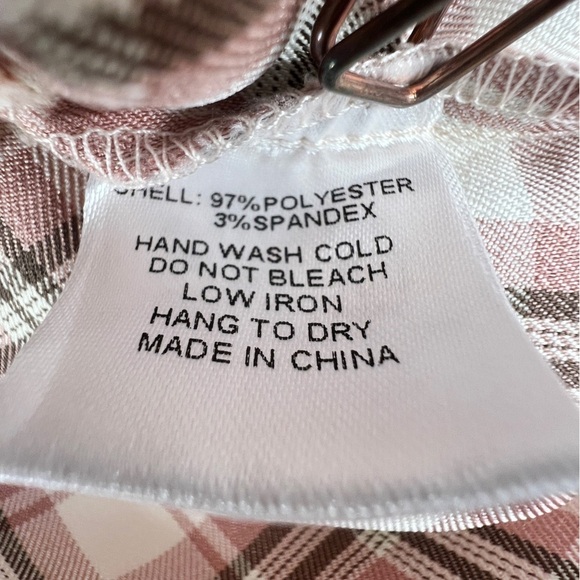 SHELL: 97%POLYESTER
3%SPANDEX
HAND WASH COLD
DO NOT BLEACH
LOW IRON
HANG TO DRY
MADE IN CHINA